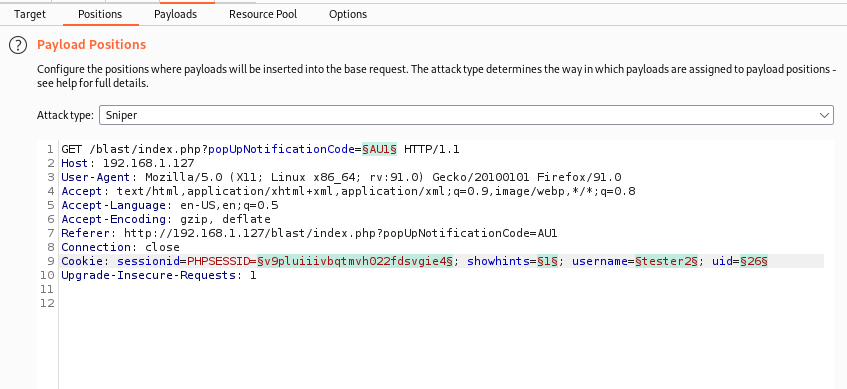 Target Positions Payloads Resource Pool Options
? Payload Positions
Configure the positions where payloads will be inserted into the base request. The attack type determines the way in which payloads are assigned to payload positions -
see help for full details.
Attack type: Sniper
1 GET /blast/index.php?popUpNotificationCode=§AU1§ HTTP/1.1
2 Host: 192.168.1.127
3 User-Agent: Mozilla/5.0 (X11; Linux x86_64; rv:91.0) Gecko/20100101 Firefox/91.0
4 Accept: text/html,application/xhtml+xml,application/xml;q=0.9,image/webp,*/*;q=0.8
5 Accept-Language: en-US,en;q=0.5
6 Accept-Encoding: gzip, deflate
7 Referer: http://192.168.1.127/blast/index.php?popUpNotificationCode=AU1
8 Connection: close
9 Cookie: sessionid=PHPSESSID=§v9pluiiivbqtmvh022fdsvgie4§; showhints=§1§; username=§tester2§; uid=§26§
10 Upgrade-Insecure-Requests: 1
11
12